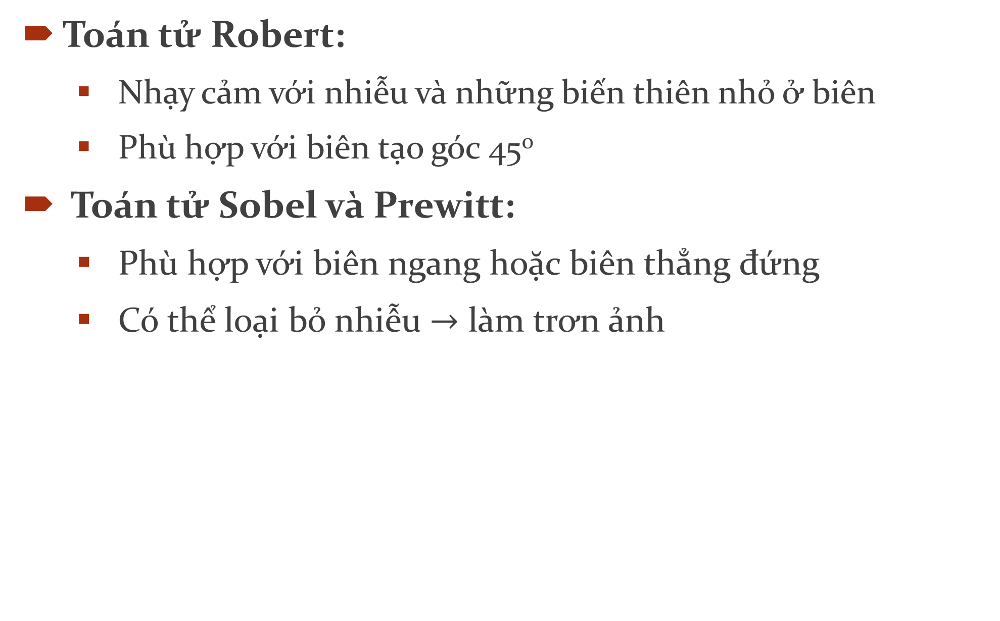 Toán tử Robert:
Nhạy cảm với nhiễu và những biến thiên nhỏ ở biên
Phù hợp với biên tạo góc 45º
Toán tử Sobel và Prewitt:
Phù hợp với biên ngang hoặc biên thẳng đứng
Có thể loại bỏ nhiễu → làm trơn ảnh